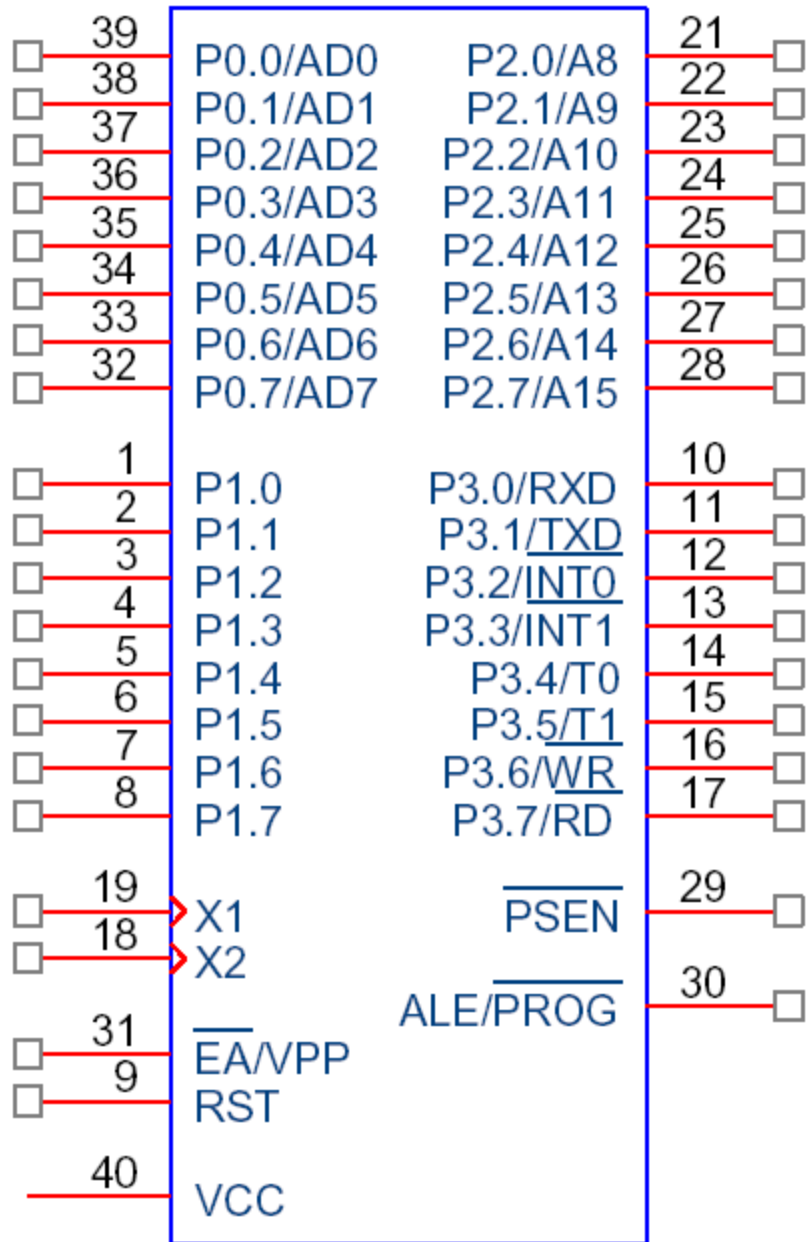 39 P0.0/AD0 P2.0/A8 21
38 P0.1/AD1 P2.1/A9 22
37 P0.2/AD2 P2.2/A10 23
36 P0.3/AD3 P2.3/A11 24
35 P0.4/AD4 P2.4/A12 25
34 P0.5/AD5 P2.5/A13 26
33 P0.6/AD6 P2.6/A14 27
32 P0.7/AD7 P2.7/A15 28
1 P1.0 P3.0/RXD 10
2 P1.1 P3.1/TXD 11
3 P1.2 P3.2/INT0 12
4 P1.3 P3.3/INT1 13
5 P1.4 P3.4/T0 14
6 P1.5 P3.5/T1 15
7 P1.6 P3.6/WR 16
8 P1.7 P3.7/RD 17
19 X1 PSEN 29
18 X2
ALE/PROG 30
31 EA/VPP
9 RST
40 VCC